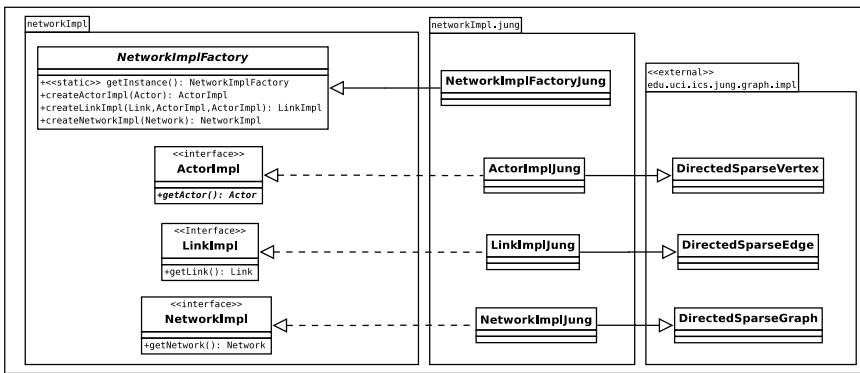 networkImpl
NetworkImplFactory
+<<static>> getInstance(): NetworkImplFactory
+createActorImpl(Actor): ActorImpl
+createLinkImpl(Link,ActorImpl,ActorImpl): LinkImpl
+createNetworkImpl(Network): NetworkImpl
<<interface>>
ActorImpl
+getActor(): Actor
<<Interface>>
LinkImpl
+getLink(): Link
<<interface>>
NetworkImpl
+getNetwork(): Network
networkImpl.jung
NetworkImplFactoryJung
ActorImplJung
LinkImplJung
NetworkImplJung
<<external>>
edu.uci.ics.jung.graph.impl
DirectedSparseVertex
DirectedSparseEdge
DirectedSparseGraph